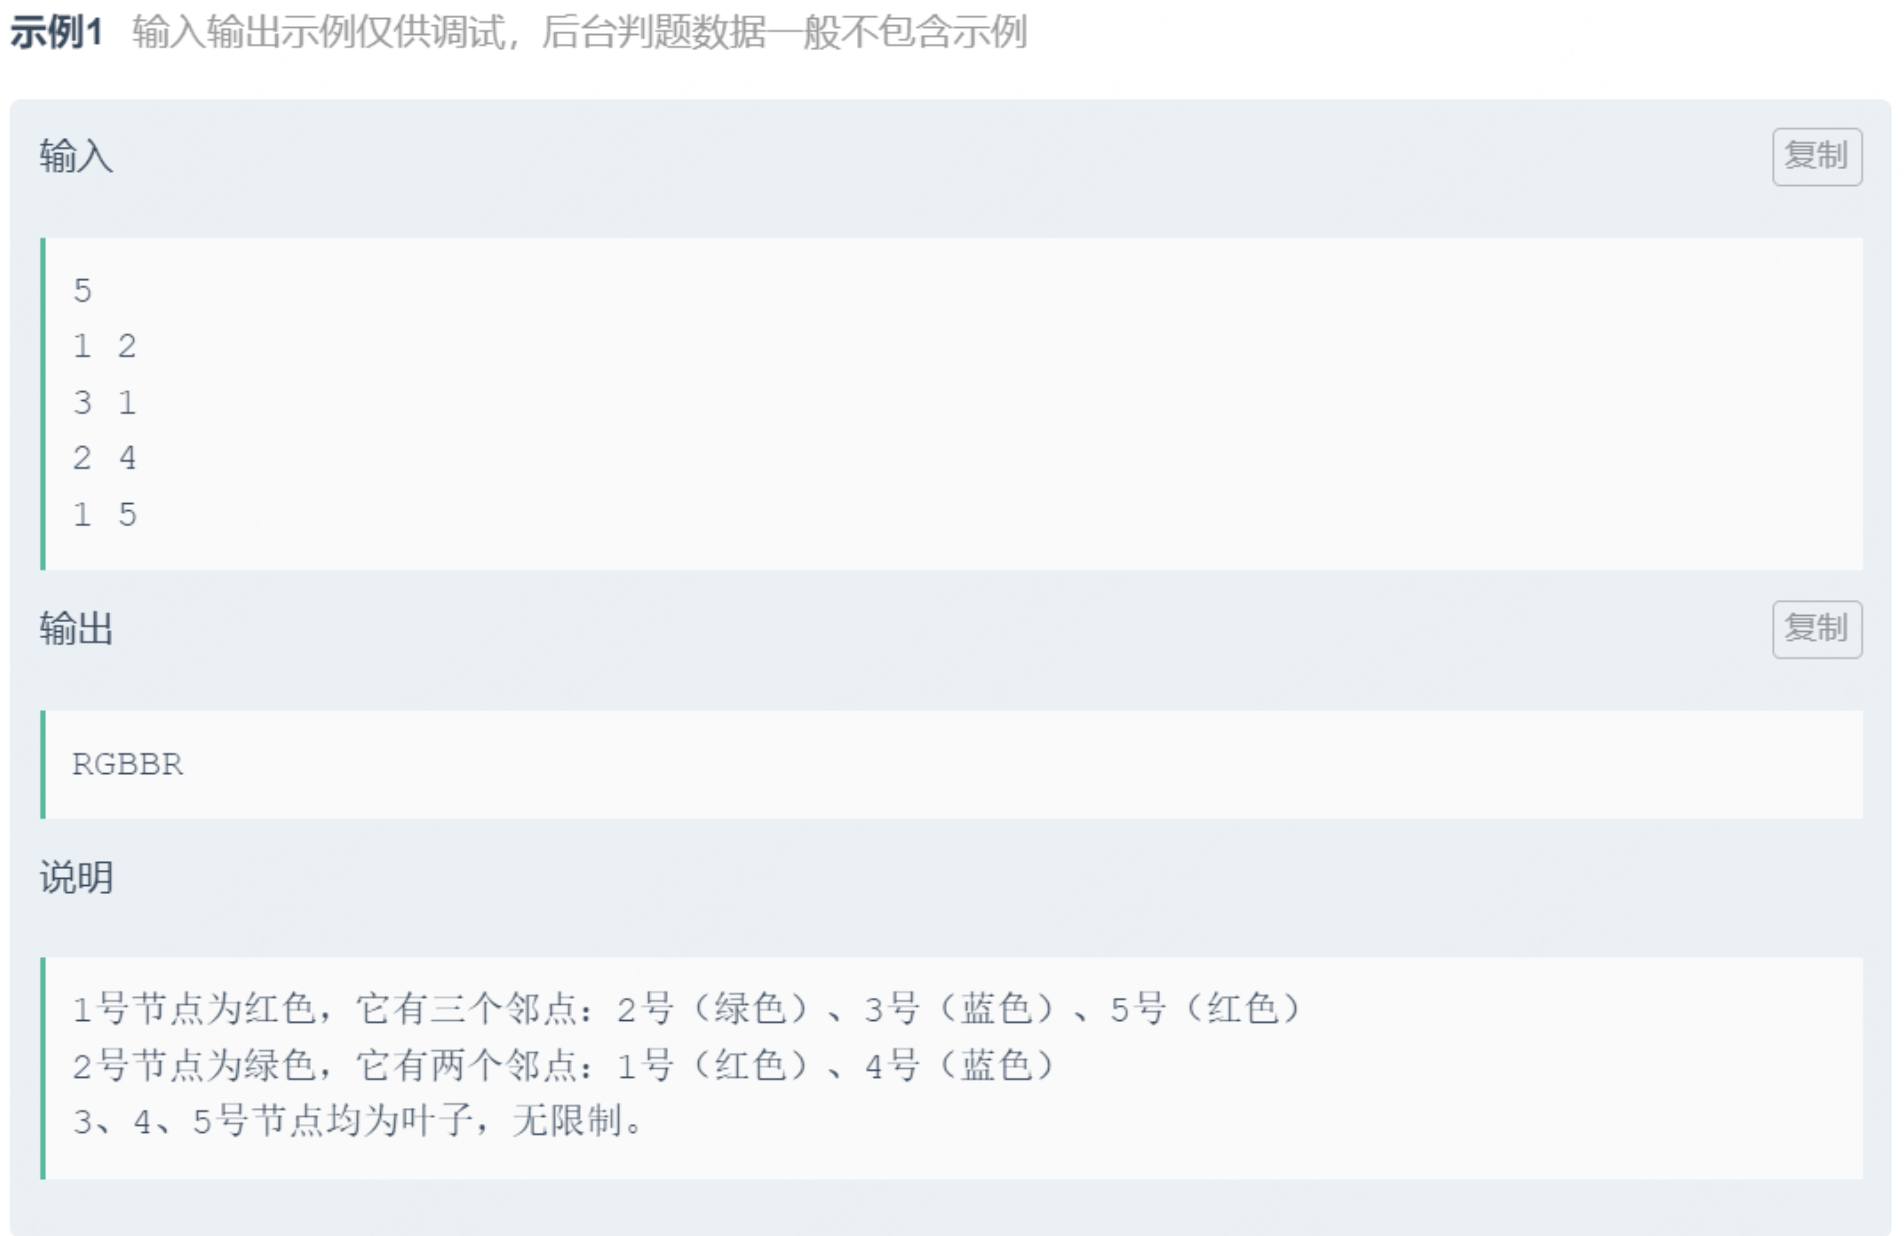 示例1 输入输出示例仅供调试，后台判题数据一般不包含示例
输入
复制
5
1 2
3 1
2 4
1 5
输出
复制
RGBBR
说明
1号节点为红色，它有三个邻点：2号（绿色）、3号（蓝色）、5号（红色）
2号节点为绿色，它有两个邻点：1号（红色）、4号（蓝色）
3、4、5号节点均为叶子，无限制。